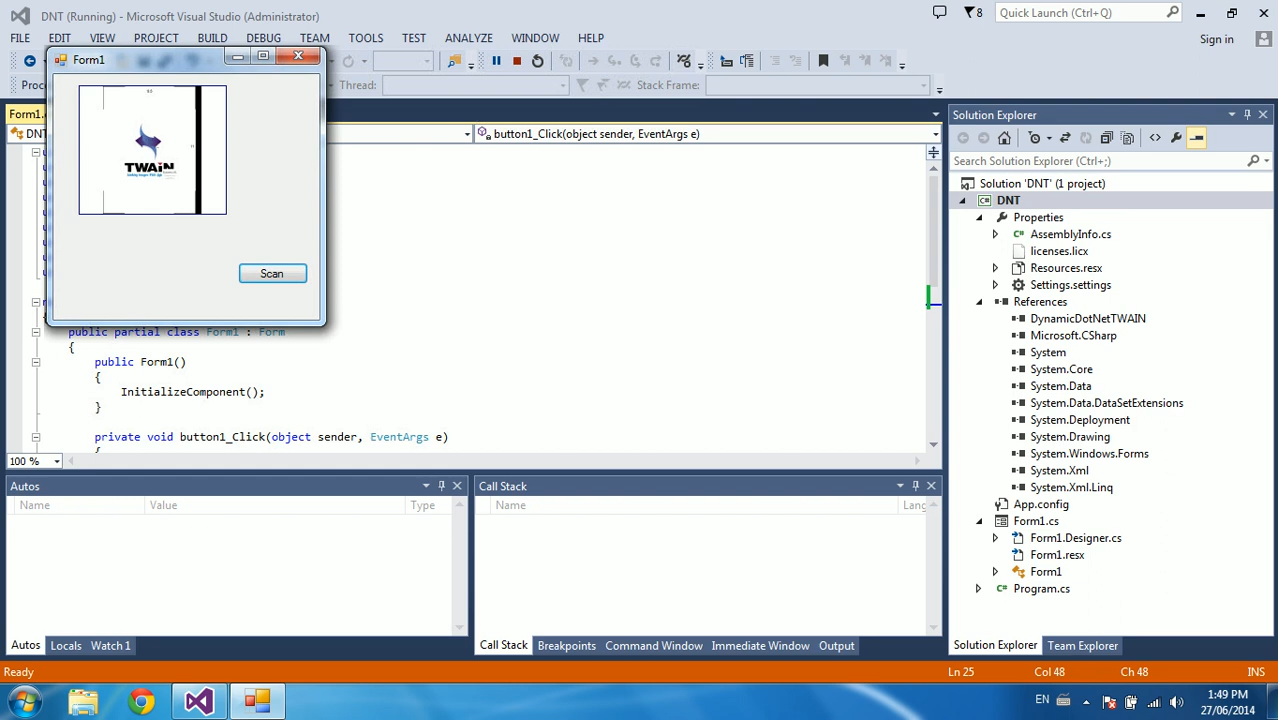 DNT (Running) - Microsoft Visual Studio (Administrator)
8
Quick Launch (Ctrl+Q)
FILE EDIT VIEW PROJECT BUILD DEBUG TEAM TOOLS TEST ANALYZE WINDOW HELP
Sign in
Form1
Proc
Thread:
Stack Frame:
Form1.
DNT
button1_Click(object sender, EventArgs e)
TWAIN
Scan
public partial class Form1 : Form
{
public Form1()
{
InitializeComponent();
}
private void button1_Click(object sender, EventArgs e)
{
100 %
Autos
Name Value Type
Autos Locals Watch 1
Call Stack
Name Lang
Call Stack Breakpoints Command Window Immediate Window Output
Solution Explorer
Search Solution Explorer (Ctrl+;)
Solution 'DNT' (1 project)
DNT
Properties
AssemblyInfo.cs
licenses.licx
Resources.resx
Settings.settings
References
DynamicDotNetTWAIN
Microsoft.CSharp
System
System.Core
System.Data
System.Data.DataSetExtensions
System.Deployment
System.Drawing
System.Windows.Forms
System.Xml
System.Xml.Linq
App.config
Form1.cs
Form1.Designer.cs
Form1.resx
Form1
Program.cs
Solution Explorer Team Explorer
Ready
Ln 25 Col 48 Ch 48 INS
EN
1:49 PM
27/06/2014